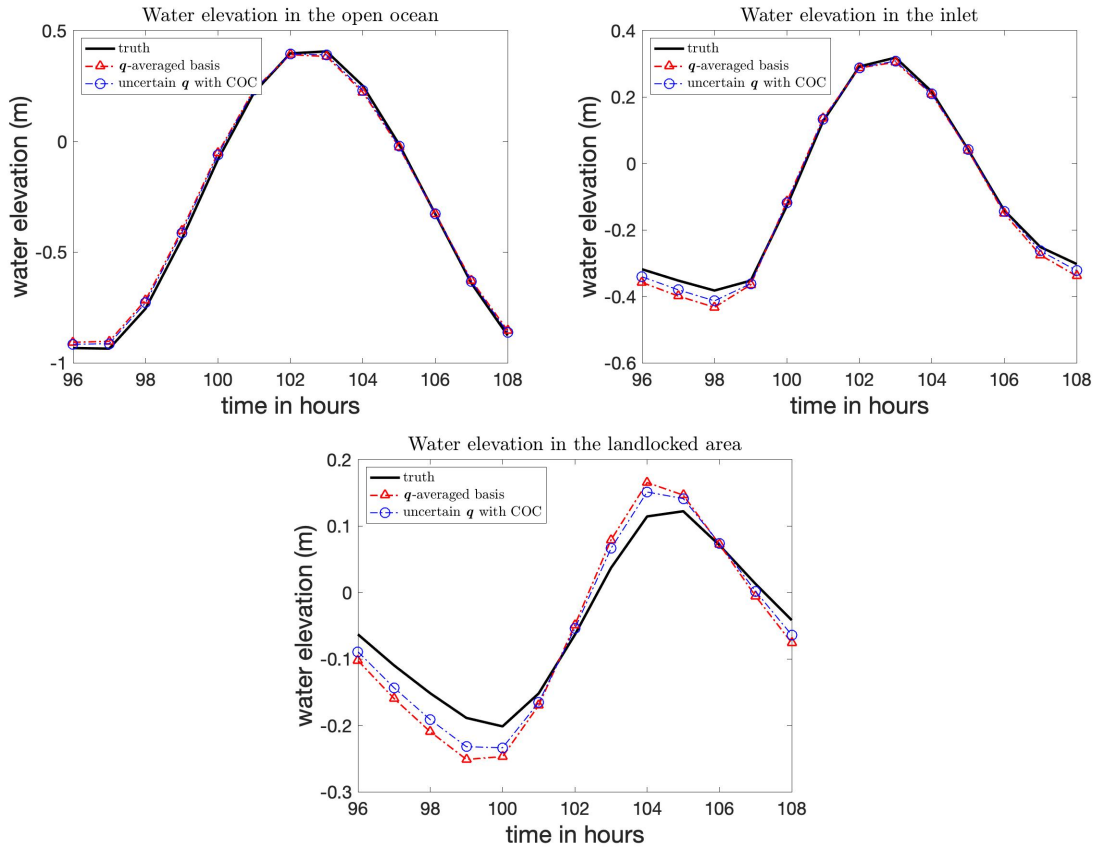 Water elevation in the open ocean
truth
q-averaged basis
uncertain q with COC
0.5
0
-0.5
-1
water elevation (m)
96 98 100 102 104 106 108
time in hours
Water elevation in the inlet
truth
q-averaged basis
uncertain q with COC
0.4
0.2
0
-0.2
-0.4
-0.6
water elevation (m)
96 98 100 102 104 106 108
time in hours
Water elevation in the landlocked area
truth
q-averaged basis
uncertain q with COC
0.2
0.1
0
-0.1
-0.2
-0.3
water elevation (m)
96 98 100 102 104 106 108
time in hours